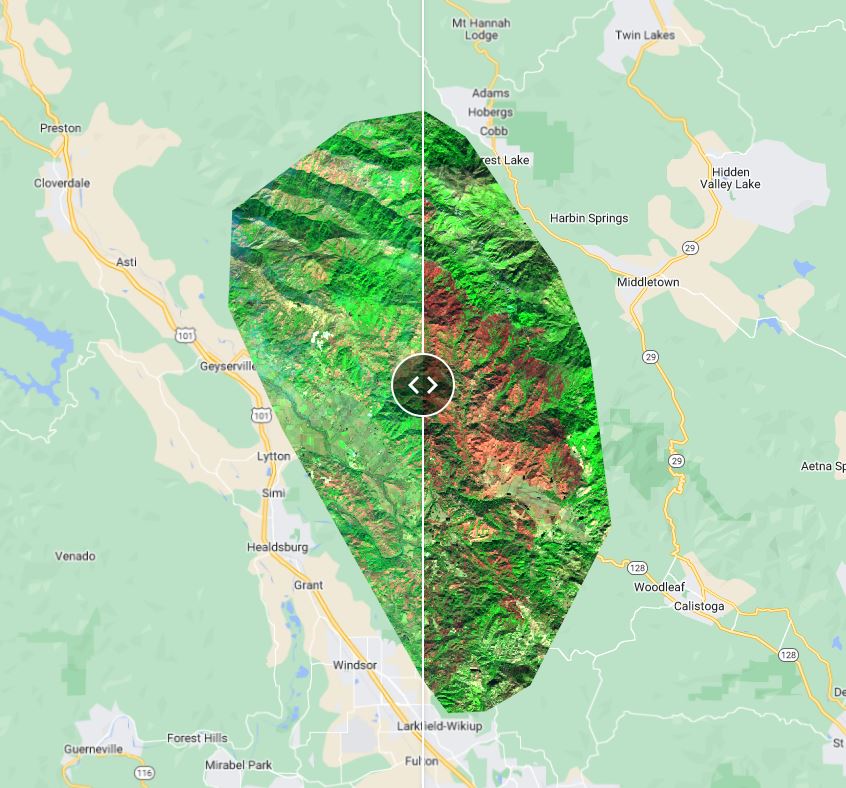 Mt Hannah
Lodge
Twin Lakes
Adams
Hobergs
Cobb
Preston
rest Lake
Hidden
Valley Lake
Cloverdale
Harbin Springs
29
Asti
Middletown
101
29
Geyserville
101
Lytton
29
Aetna Sp
Simi
Healdsburg
Venado
128
Grant
Woodleaf
Calistoga
Windsor
128
De
Larkfield-Wikiup
Forest Hills
St
Guerneville
Fulton
Mirabel Park
116